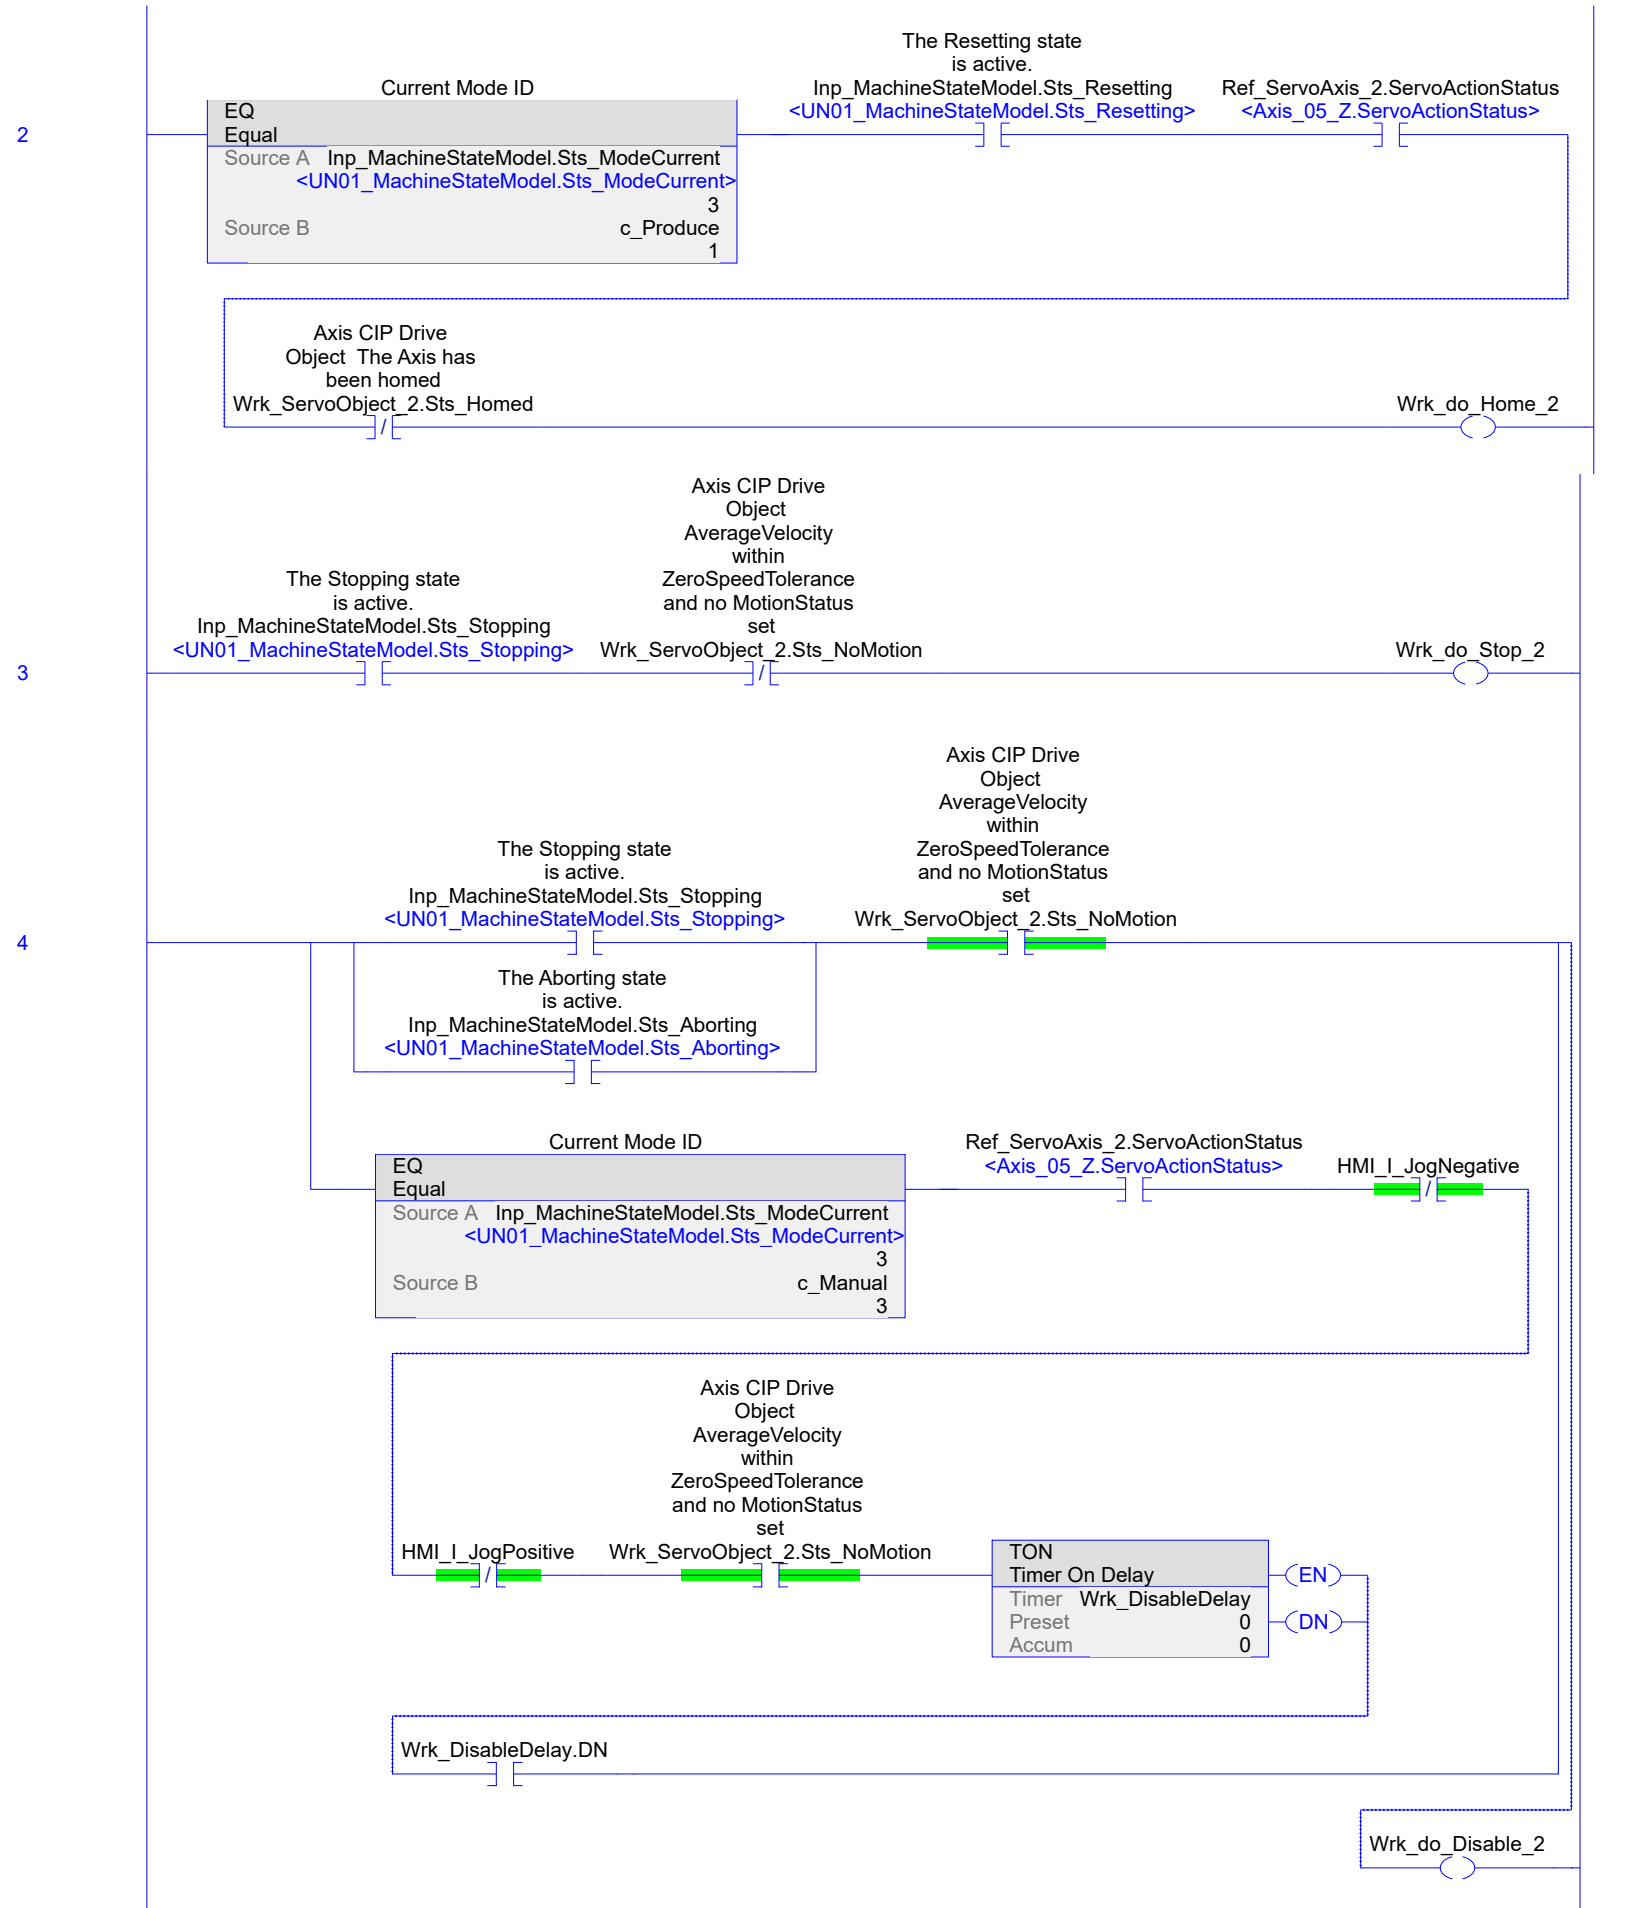 2
Current Mode ID
EQ
Equal
Source A Inp_MachineStateModel.Sts_ModeCurrent
<UN01_MachineStateModel.Sts_ModeCurrent>
3
Source B c_Produce
1
The Resetting state
is active.
Inp_MachineStateModel.Sts_Resetting
<UN01_MachineStateModel.Sts_Resetting>
Ref_ServoAxis_2.ServoActionStatus
<Axis_05_Z.ServoActionStatus>
Axis CIP Drive
Object The Axis has
been homed
Wrk_ServoObject_2.Sts_Homed
/
Wrk_do_Home_2
3
The Stopping state
is active.
Inp_MachineStateModel.Sts_Stopping
<UN01_MachineStateModel.Sts_Stopping>
Axis CIP Drive
Object
AverageVelocity
within
ZeroSpeedTolerance
and no MotionStatus
set
Wrk_ServoObject_2.Sts_NoMotion
/
Wrk_do_Stop_2
4
The Stopping state
is active.
Inp_MachineStateModel.Sts_Stopping
<UN01_MachineStateModel.Sts_Stopping>
Axis CIP Drive
Object
AverageVelocity
within
ZeroSpeedTolerance
and no MotionStatus
set
Wrk_ServoObject_2.Sts_NoMotion
The Aborting state
is active.
Inp_MachineStateModel.Sts_Aborting
<UN01_MachineStateModel.Sts_Aborting>
Current Mode ID
EQ
Equal
Source A Inp_MachineStateModel.Sts_ModeCurrent
<UN01_MachineStateModel.Sts_ModeCurrent>
3
Source B c_Manual
3
Ref_ServoAxis_2.ServoActionStatus
<Axis_05_Z.ServoActionStatus>
HMI_I_JogNegative
/
HMI_I_JogPositive
/
Axis CIP Drive
Object
AverageVelocity
within
ZeroSpeedTolerance
and no MotionStatus
set
Wrk_ServoObject_2.Sts_NoMotion
TON
Timer On Delay
Timer Wrk_DisableDelay
Preset 0
Accum 0
EN
DN
Wrk_DisableDelay.DN
Wrk_do_Disable_2